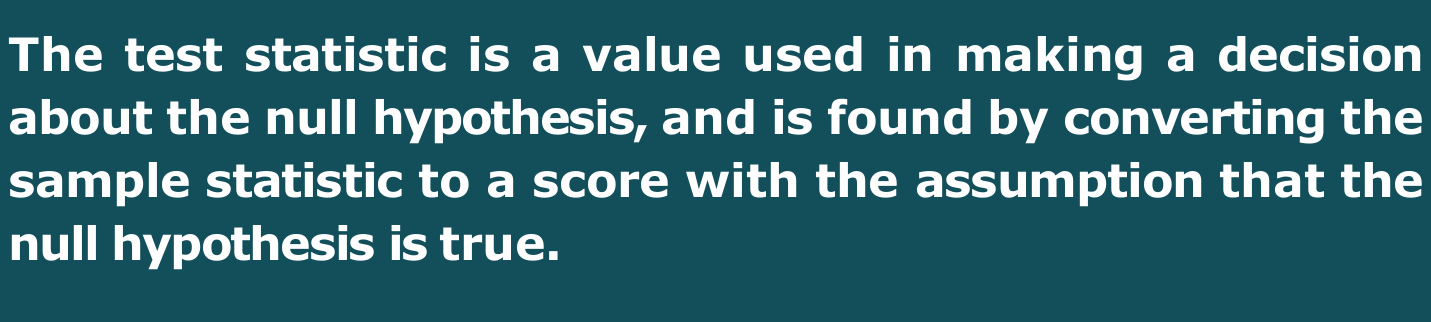 The test statistic is a value used in making a decision
about the null hypothesis, and is found by converting the
sample statistic to a score with the assumption that the
null hypothesis is true.